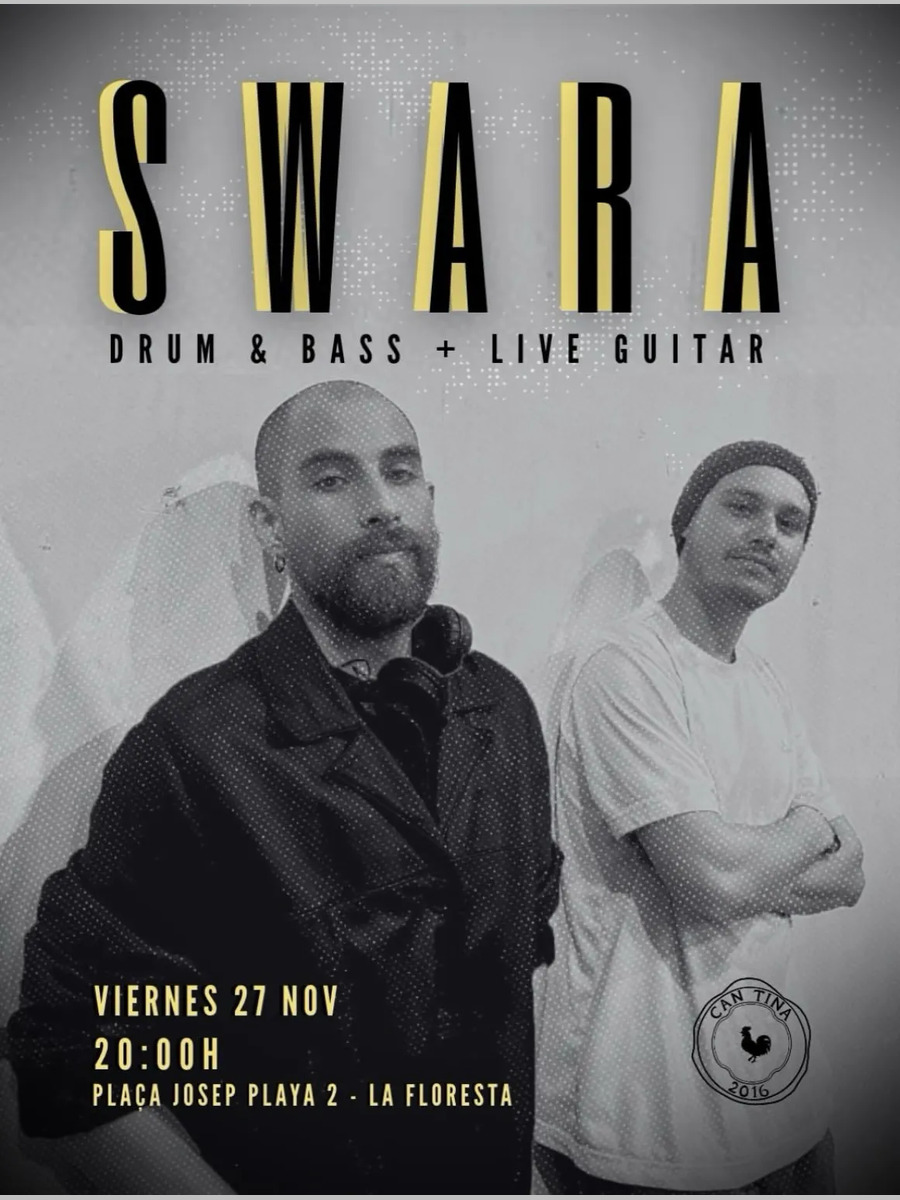 SWARA
DRUM & BASS + LIVE GUITAR
VIERNES 27 NOV
20:00H
PLAÇA JOSEP PLAYA 2 - LA FLORESTA
CAN TINA
2016